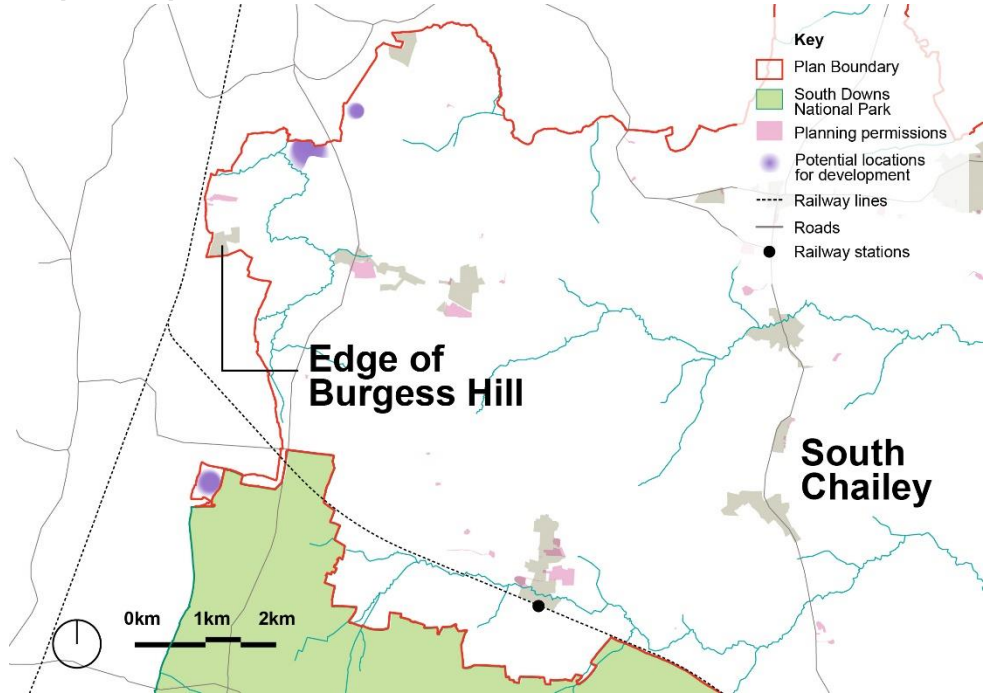 Key
Plan Boundary
South Downs
National Park
Planning permissions
Potential locations
for development
Railway lines
Roads
Railway stations
Edge of
Burgess Hill
South
Chailey
0km 1km 2km